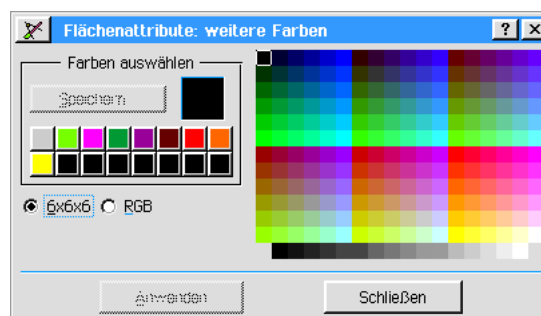 Flächenattribute: weitere Farben
Farben auswählen
Speichern
6x6x6 RGB
Anwenden Schließen